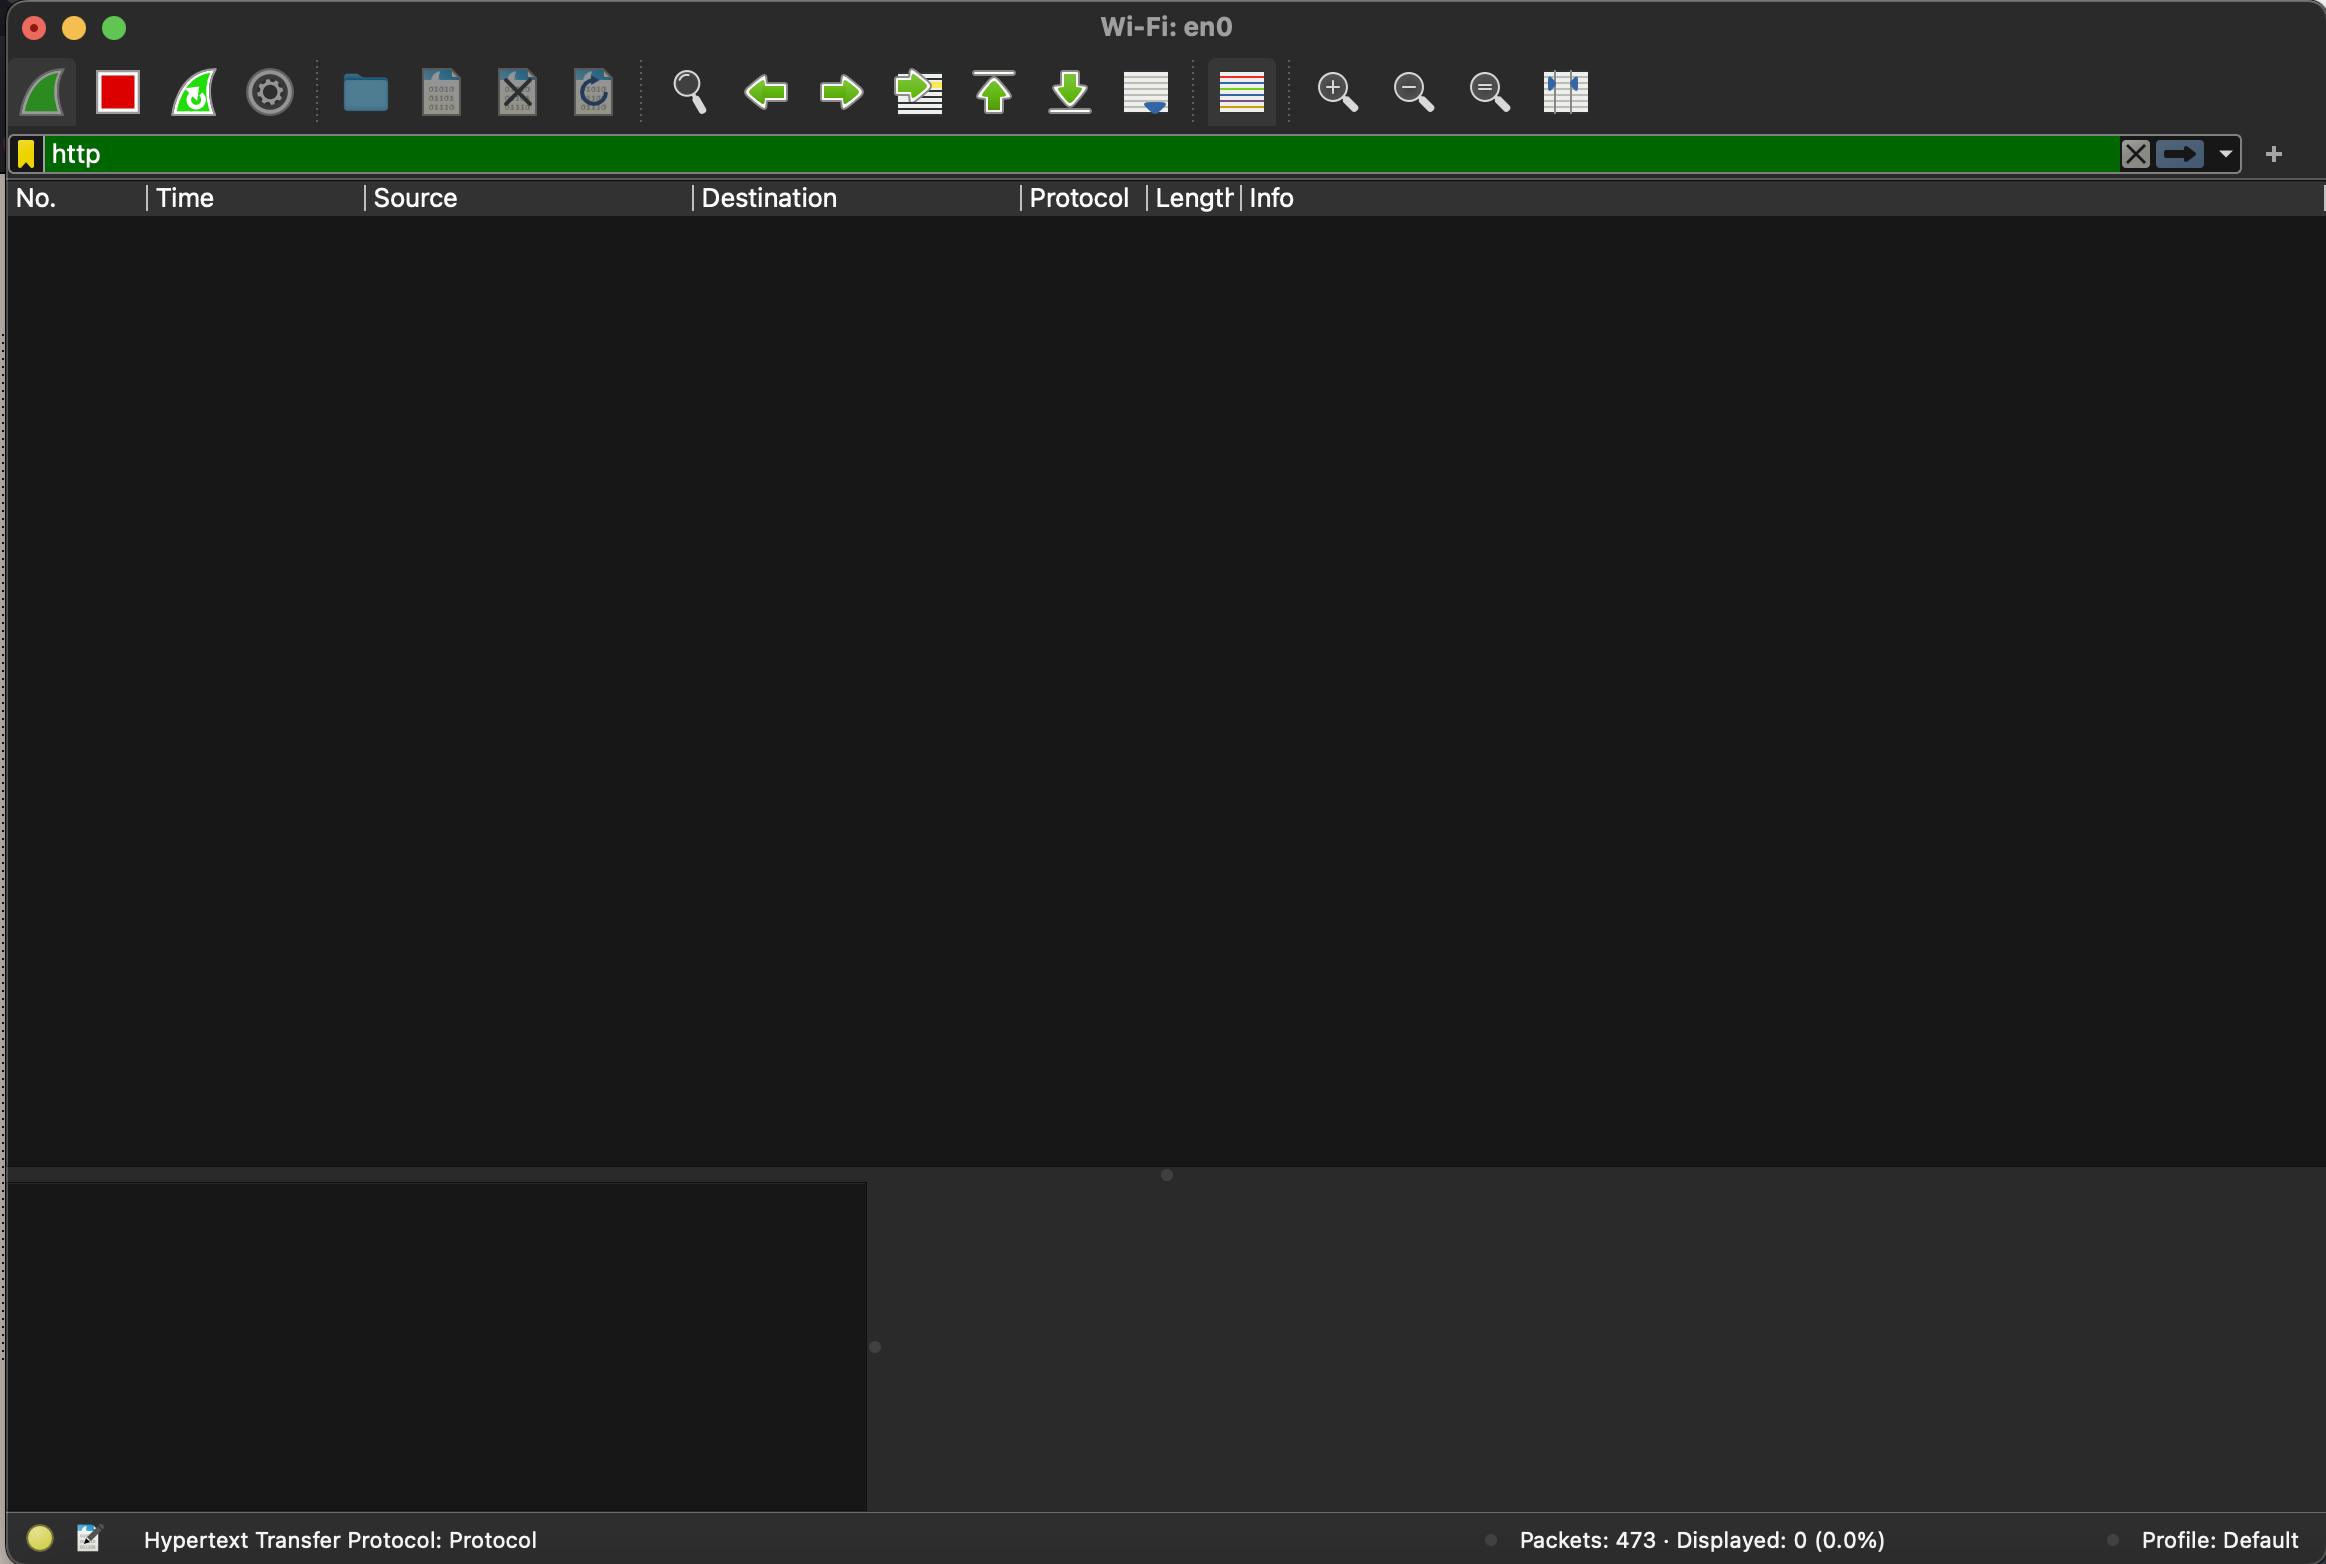 Wi-Fi: en0
http
No. Time Source Destination Protocol Length Info
Hypertext Transfer Protocol: Protocol Packets: 473 · Displayed: 0 (0.0%) Profile: Default